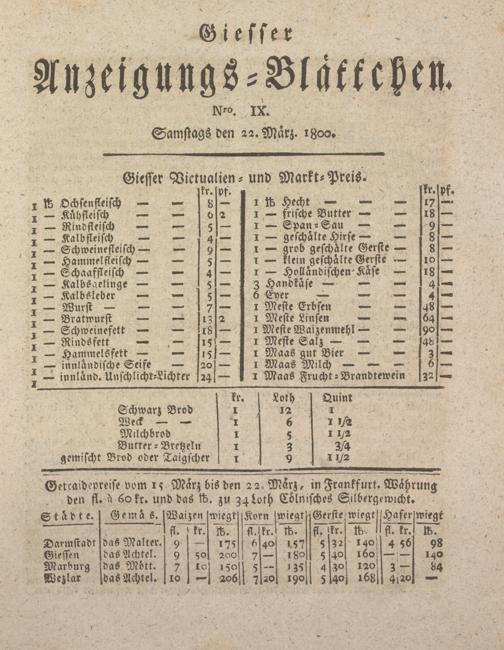 Giesser
Anzeigungs-Blättchen.
Nro. IX.
Samstags den 22. März. 1800.
Giesser Victualien- und Markt-Preis.
kr. pf.
1 ℔ Ochsenfleisch — — 8 —
1 — Kühfleisch — — 6 2
1 — Rindfleisch — — 5 —
1 — Kalbfleisch — — 4 —
1 — Schweinefleisch — — 9 —
1 — Hammelfleisch — — 5 —
1 — Schaaffleisch — — 4 —
1 — Kalbsgelinge — — 5 —
1 — Kalbsleber — — 5 —
1 — Wurst — — 7 —
1 — Bratwurst — — 13 2
1 — Schweinefett — — 18 —
1 — Rindsfett — — 15 —
1 — Hammelsfett — — 15 —
1 — innländische Seife — 20 —
1 — innländ. Unschlicht-Lichter 24 —
kr. pf.
1 ℔ Hecht — — — 17 —
1 — frische Butter — — 18 —
1 — Span-Sau — — 9 —
1 — geschälte Hirse — — 8 —
1 — grob geschälte Gerste — 8 —
1 — klein geschälte Gerste — 10 —
1 — Holländischen-Käse — 18 —
3 Handkäse — — — 4 —
6 Eyer — — — 4 —
1 Meste Erbsen — — 48 —
1 Meste Linsen — — 64 —
1 Meste Waizenmehl — — 90 —
1 Meste Salz — — 48 —
1 Maas gut Bier — — 3 —
1 Maas Milch — — 6 —
1 Maas Frucht-Brandtewein 32 —
kr. Loth Quint
Schwarz Brod 1 12 1
Weck — — 1 6 1 1/2
Milchbrod 1 5 1 1/2
Butter-Bretzeln 1 3 3/4
gemischt Brod oder Taigscher 1 9 1 1/2
Getraidepreise vom 15. März bis den 22. März, in Frankfurt. Währung
den fl. à 60 kr. und das ℔. zu 34 Loth Cölnisches Silbergewicht.
Städte. Gemäs. Waizen wiegt Korn wiegt Gerste wiegt Hafer wiegt
fl. kr. ℔. fl. kr. ℔. fl. kr. ℔. fl. kr. ℔.
Darmstadt das Malter. 9 — 175 6 40 157 5 32 140 4 56 98
Giessen das Achtel. 9 50 200 7 — 180 5 40 160 — — 140
Marburg das Mött. 7 10 150 5 — 135 4 30 120 3 — 84
Wezlar das Achtel. 10 — 206 7 20 190 5 40 168 4 20 —